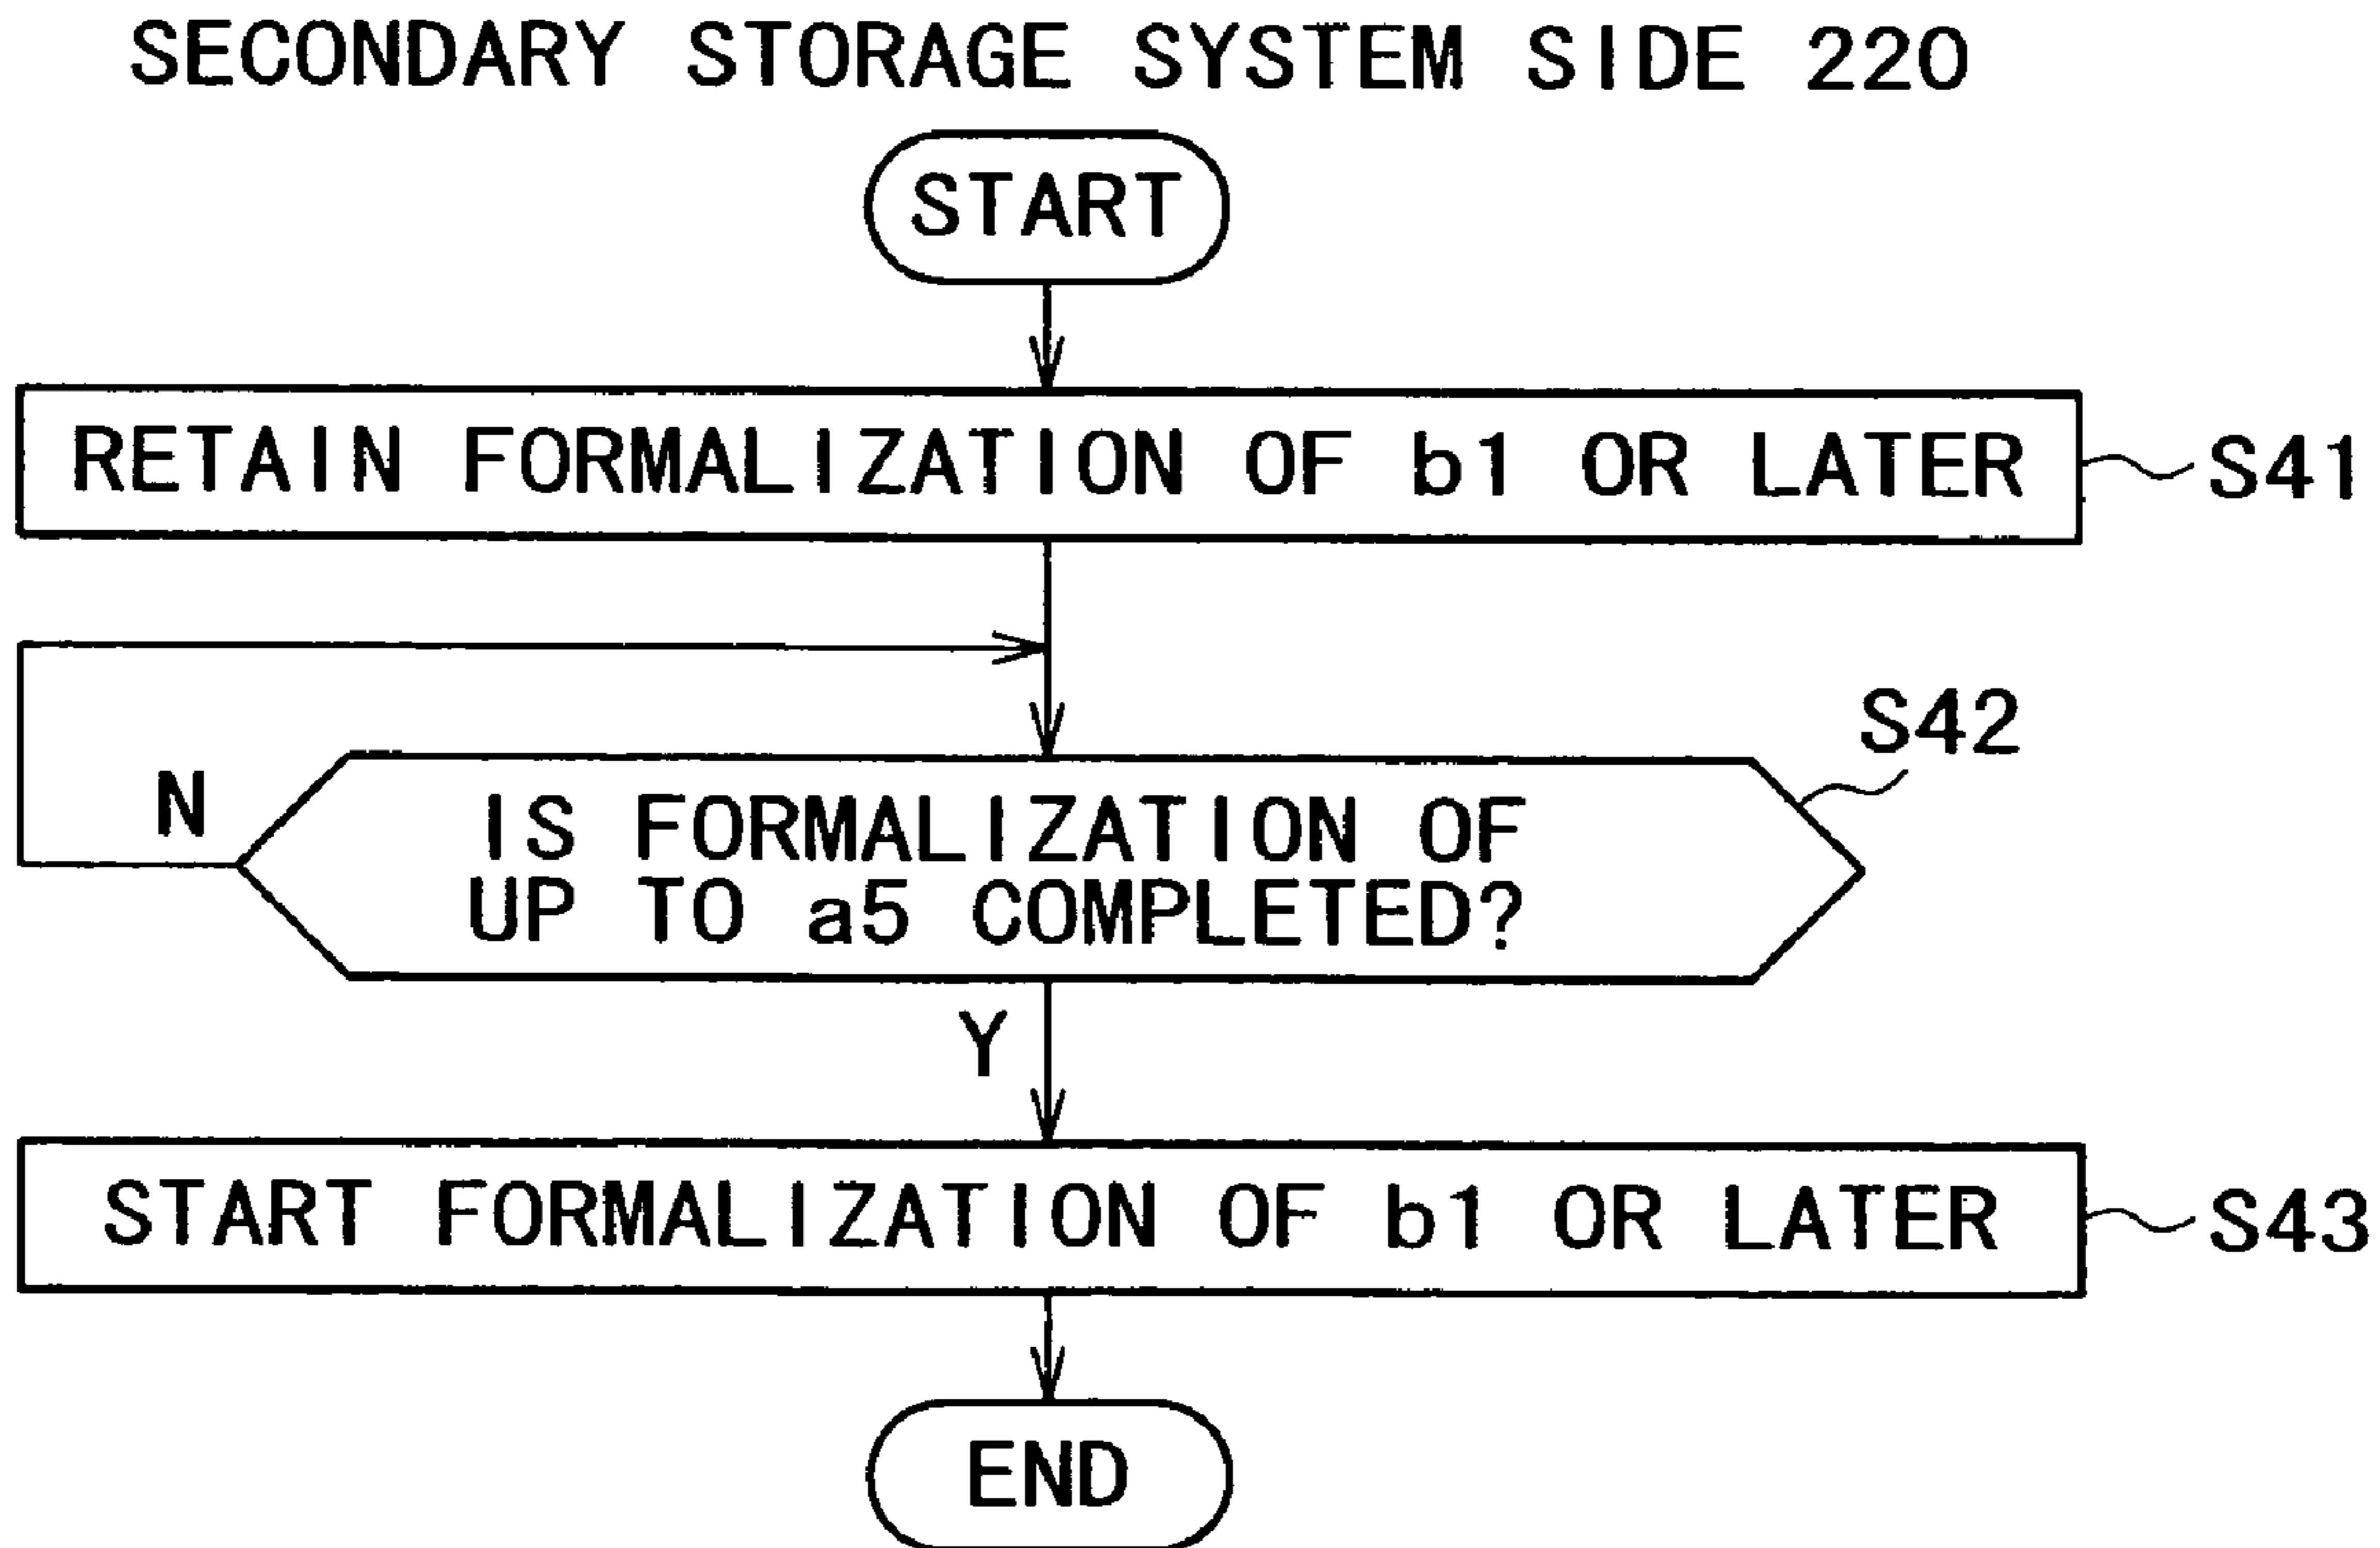 SECONDARY STORAGE SYSTEM SIDE 220
START
RETAIN FORMALIZATION OF b1 OR LATER
S41
S42
N
IS FORMALIZATION OF
UP TO a5 COMPLETED?
Y
START FORMALIZATION OF b1 OR LATER
S43
END